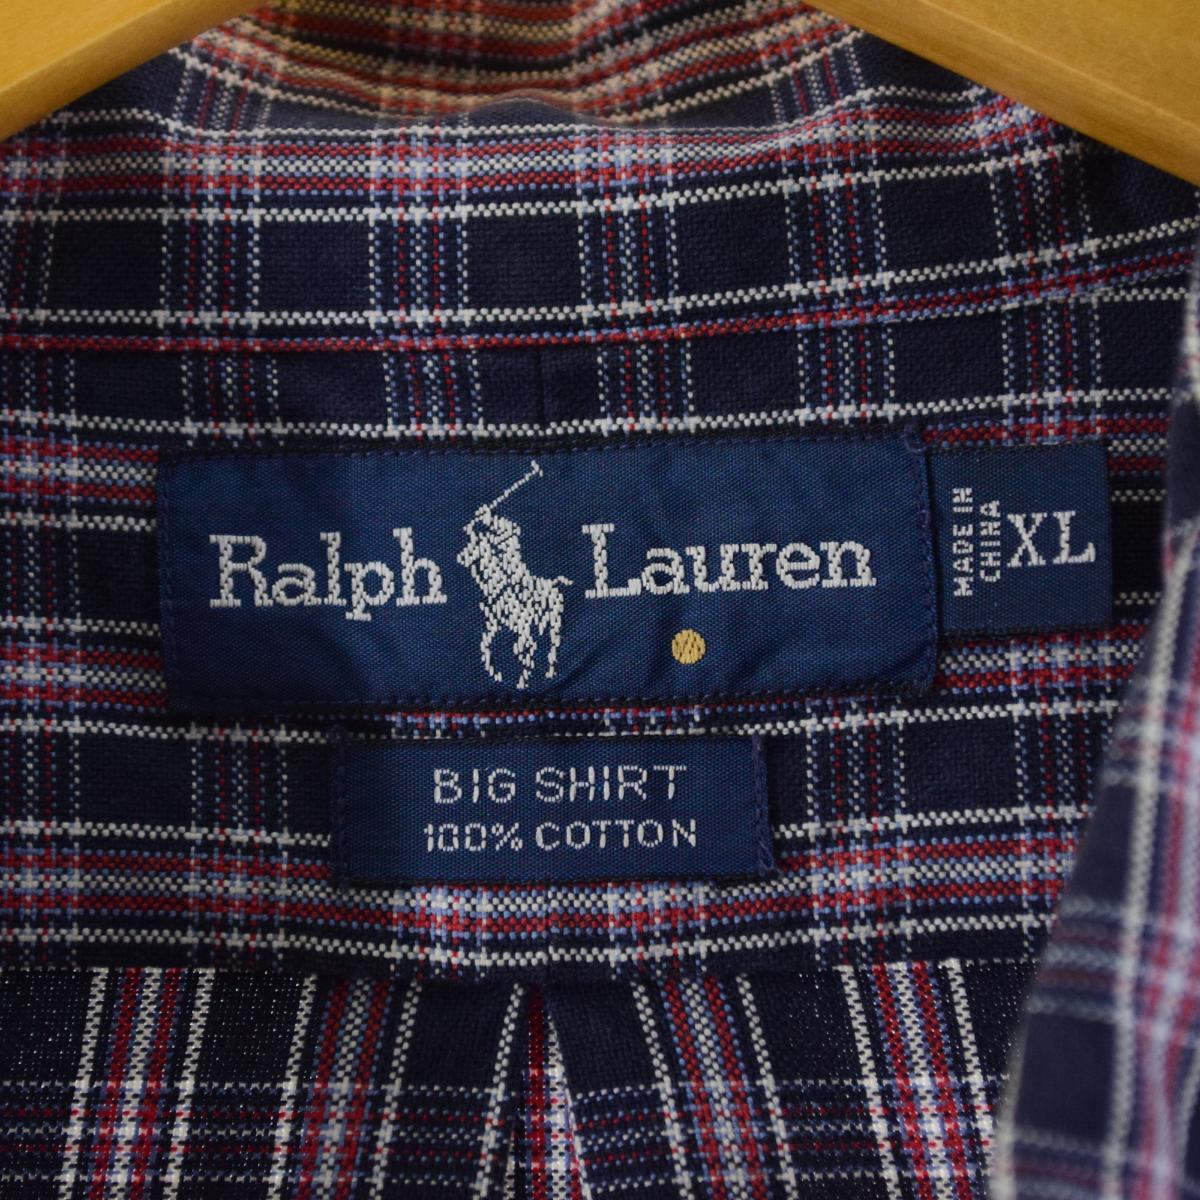 Ralph Lauren
MADE IN
CHINA
XL
BIG SHIRT
100% COTTON